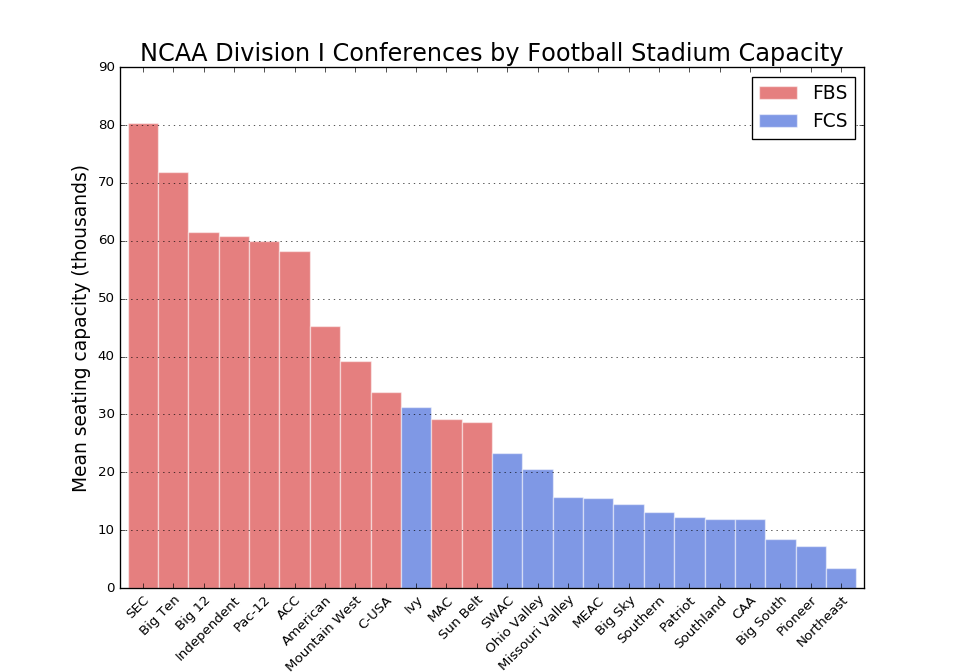 NCAA Division I Conferences by Football Stadium Capacity
90
80
70
60
50
40
30
20
10
0
Mean seating capacity (thousands)
FBS
FCS
SEC
Big Ten
Big 12
Independent
Pac-12
ACC
American
Mountain West
C-USA
Ivy
MAC
Sun Belt
SWAC
Ohio Valley
Missouri Valley
MEAC
Big Sky
Southern
Patriot
Southland
CAA
Big South
Pioneer
Northeast